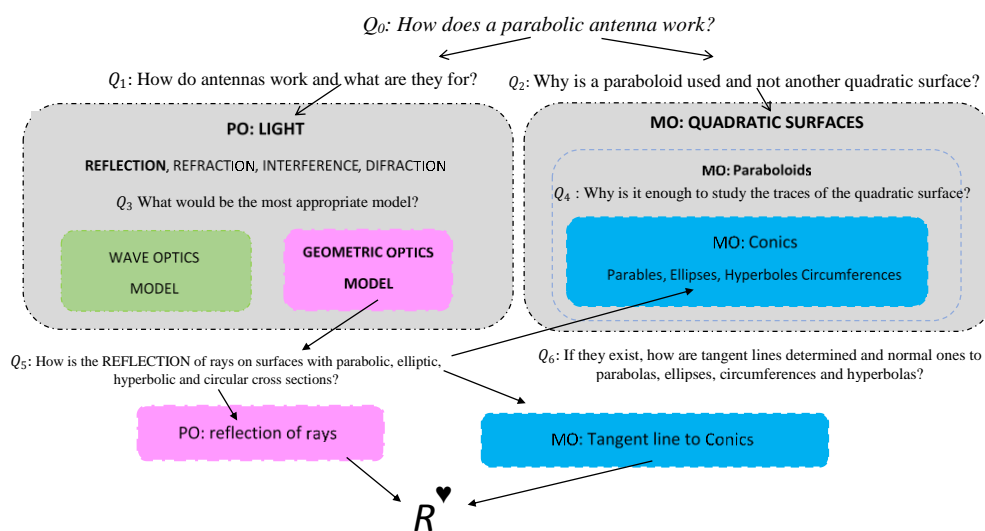 Q0: How does a parabolic antenna work?
Q1: How do antennas work and what are they for?
Q2: Why is a paraboloid used and not another quadratic surface?
PO: LIGHT
REFLECTION, REFRACTION, INTERFERENCE, DIFRACTION
Q3 What would be the most appropriate model?
WAVE OPTICS
MODEL
GEOMETRIC OPTICS
MODEL
MO: QUADRATIC SURFACES
MO: Paraboloids
Q4 : Why is it enough to study the traces of the quadratic surface?
MO: Conics
Parables, Ellipses, Hyperboles Circumferences
Q5: How is the REFLECTION of rays on surfaces with parabolic, elliptic,
hyperbolic and circular cross sections?
Q6: If they exist, how are tangent lines determined and normal ones to
parabolas, ellipses, circumferences and hyperbolas?
PO: reflection of rays
MO: Tangent line to Conics
R♥